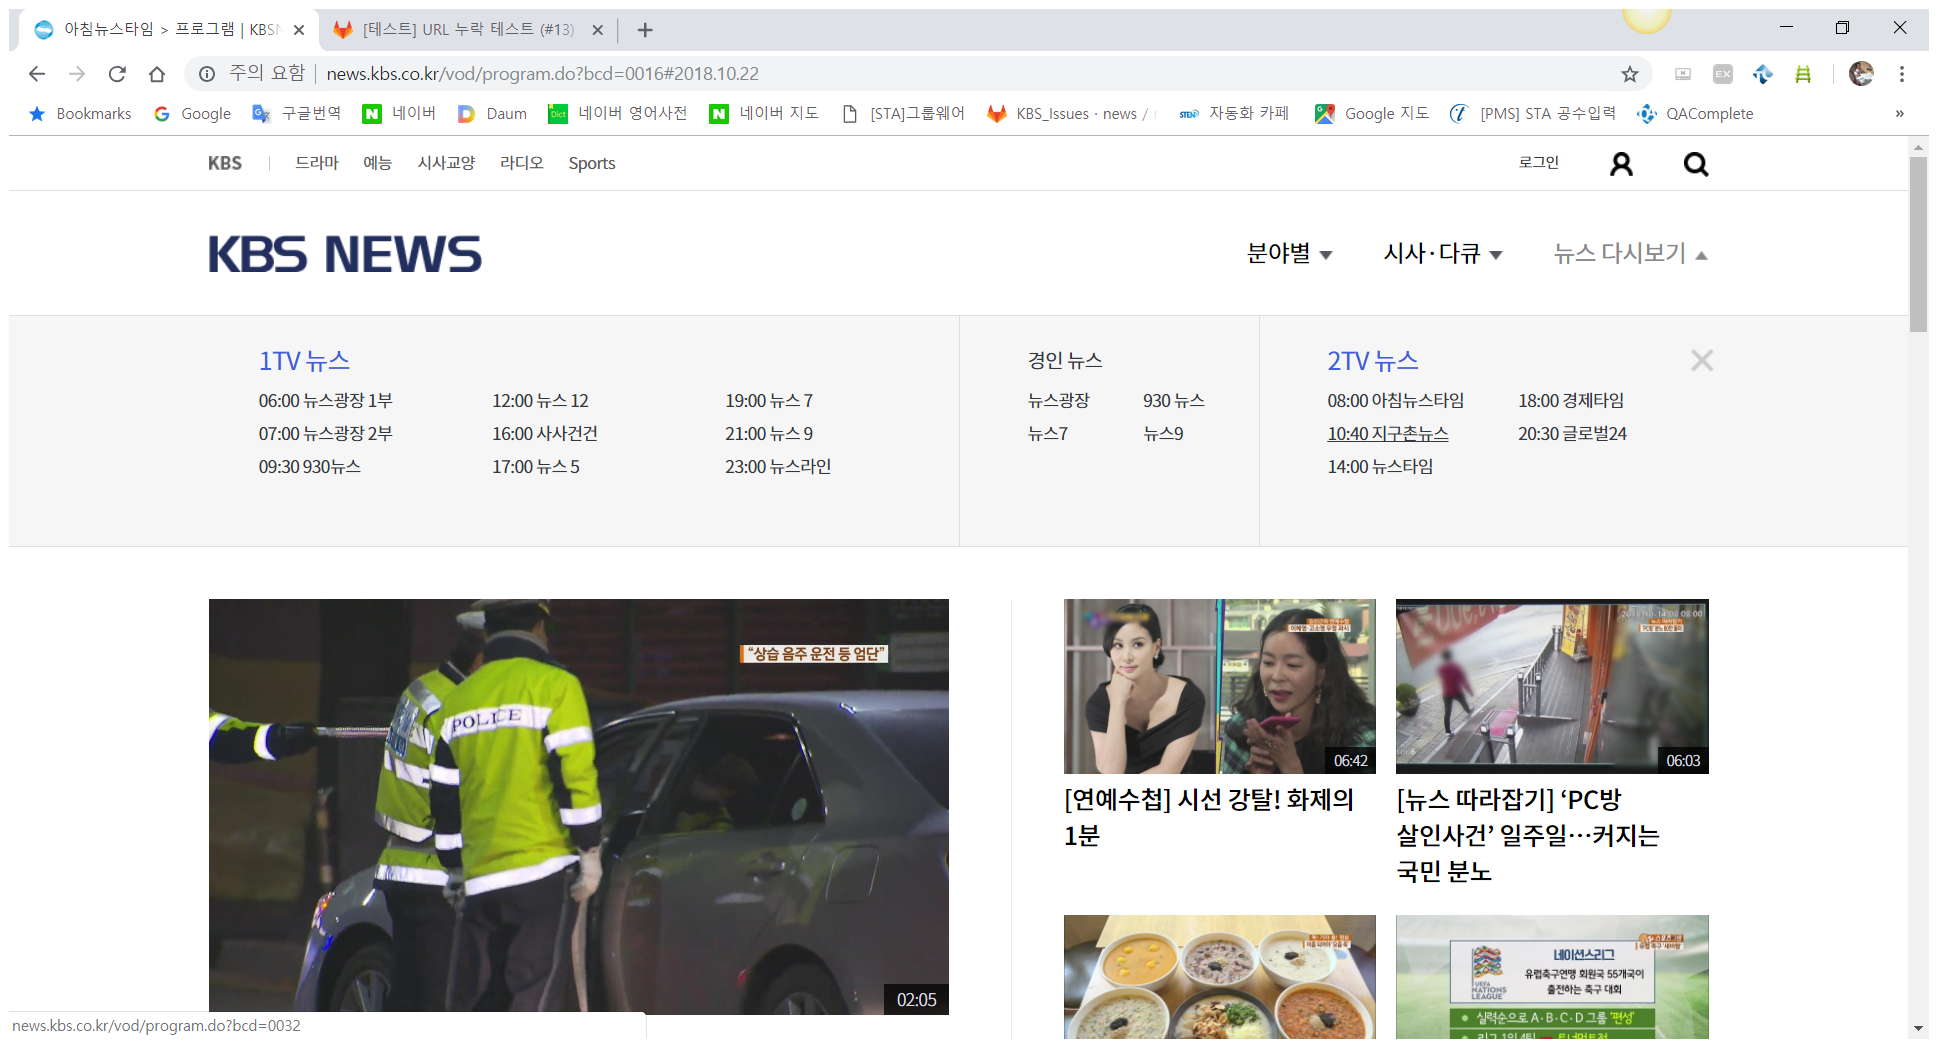 아침뉴스타임 > 프로그램 | KBSN
[테스트] URL 누락 테스트 (#13)
주의 요함
news.kbs.co.kr/vod/program.do?bcd=0016#2018.10.22
Bookmarks Google 구글번역 네이버 Daum 네이버 영어사전 네이버 지도 [STA]그룹웨어 KBS_Issues · news / 자동화 카페 Google 지도 [PMS] STA 공수입력 QAComplete »
KBS 드라마 예능 시사교양 라디오 Sports 로그인
KBS NEWS 분야별 시사·다큐 뉴스 다시보기
1TV 뉴스
06:00 뉴스광장 1부 12:00 뉴스 12 19:00 뉴스 7
07:00 뉴스광장 2부 16:00 사사건건 21:00 뉴스 9
09:30 930뉴스 17:00 뉴스 5 23:00 뉴스라인
경인 뉴스
뉴스광장 930 뉴스
뉴스7 뉴스9
2TV 뉴스
08:00 아침뉴스타임 18:00 경제타임
10:40 지구촌뉴스 20:30 글로벌24
14:00 뉴스타임
“상습 음주 운전 등 엄단”
POLICE
02:05
06:42
[연예수첩] 시선 강탈! 화제의
1분
06:03
[뉴스 따라잡기] ‘PC방
살인사건’ 일주일…커지는
국민 분노
네이션스리그
유럽축구연맹 회원국 55개국이
출전하는 축구 대회
UEFA
NATIONS
LEAGUE
실력순으로 A·B·C·D 그룹 '편성'
news.kbs.co.kr/vod/program.do?bcd=0032